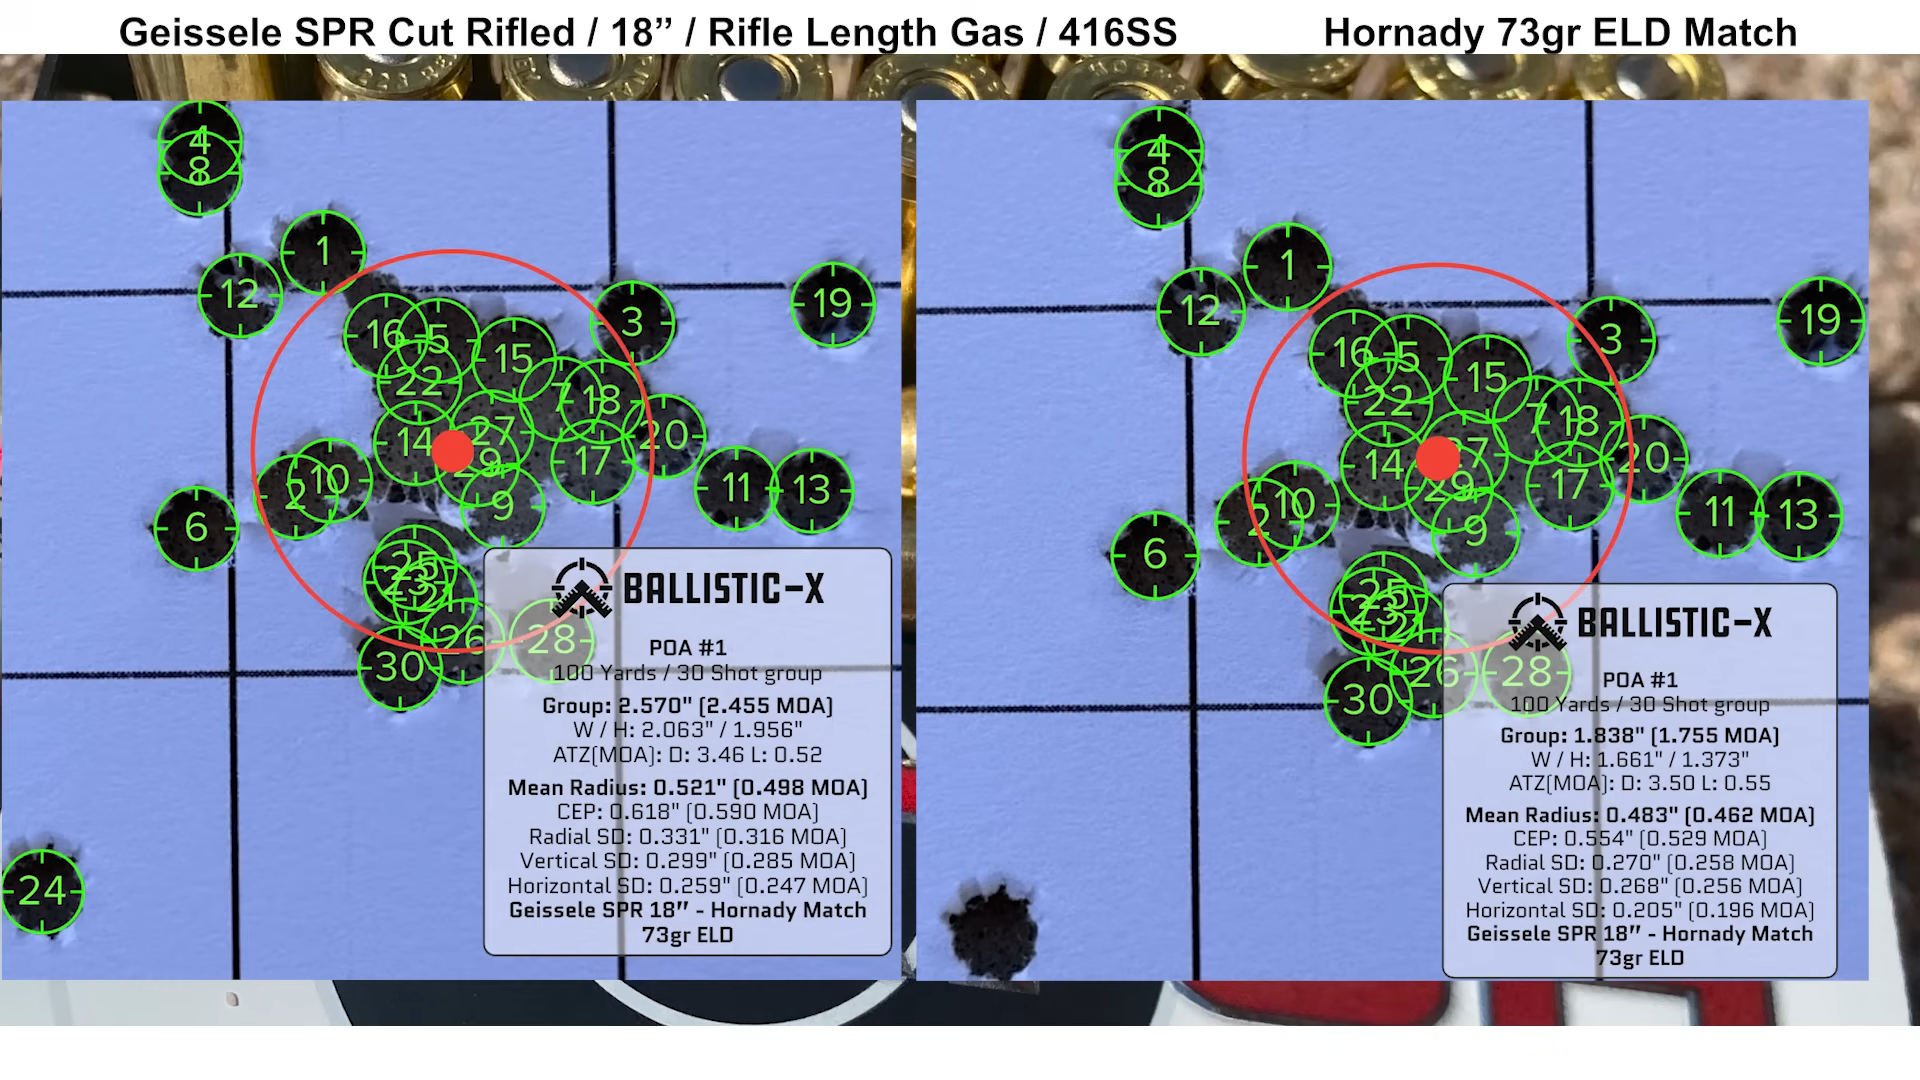 Geissele SPR Cut Rifled / 18” / Rifle Length Gas / 416SS
Hornady 73gr ELD Match
4
8
1
12
19
3
16
5
15
22
7
18
27
14
20
29
17
10
2
11
13
9
6
25
23
26
28
30
24
BALLISTIC-X
POA #1
100 Yards / 30 Shot group
Group: 2.570" (2.455 MOA)
W / H: 2.063" / 1.956"
ATZ(MOA): D: 3.46 L: 0.52
Mean Radius: 0.521" (0.498 MOA)
CEP: 0.618" (0.590 MOA)
Radial SD: 0.331" (0.316 MOA)
Vertical SD: 0.299" (0.285 MOA)
Horizontal SD: 0.259" (0.247 MOA)
Geissele SPR 18” - Hornady Match
73gr ELD
4
8
1
12
19
3
16
5
15
22
7
18
27
14
20
29
17
10
2
11
13
9
6
25
23
26
28
30
BALLISTIC-X
POA #1
100 Yards / 30 Shot group
Group: 1.838" (1.755 MOA)
W / H: 1.661" / 1.373"
ATZ(MOA): D: 3.50 L: 0.55
Mean Radius: 0.483" (0.462 MOA)
CEP: 0.554" (0.529 MOA)
Radial SD: 0.270" (0.258 MOA)
Vertical SD: 0.268" (0.256 MOA)
Horizontal SD: 0.205" (0.196 MOA)
Geissele SPR 18” - Hornady Match
73gr ELD